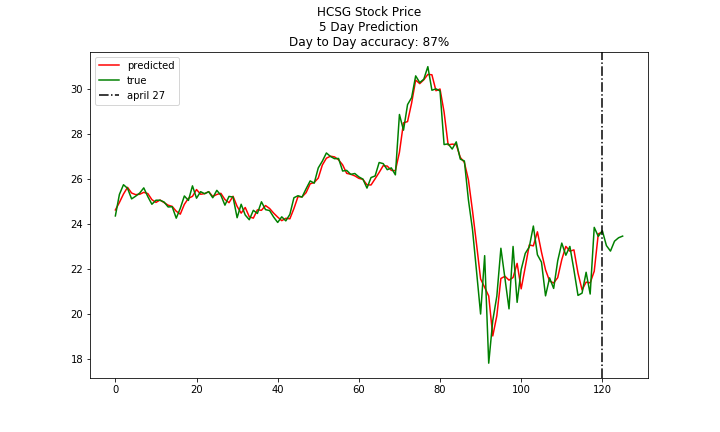 HCSG Stock Price
5 Day Prediction
Day to Day accuracy: 87%
predicted
true
april 27
30
28
26
24
22
20
18
0 20 40 60 80 100 120